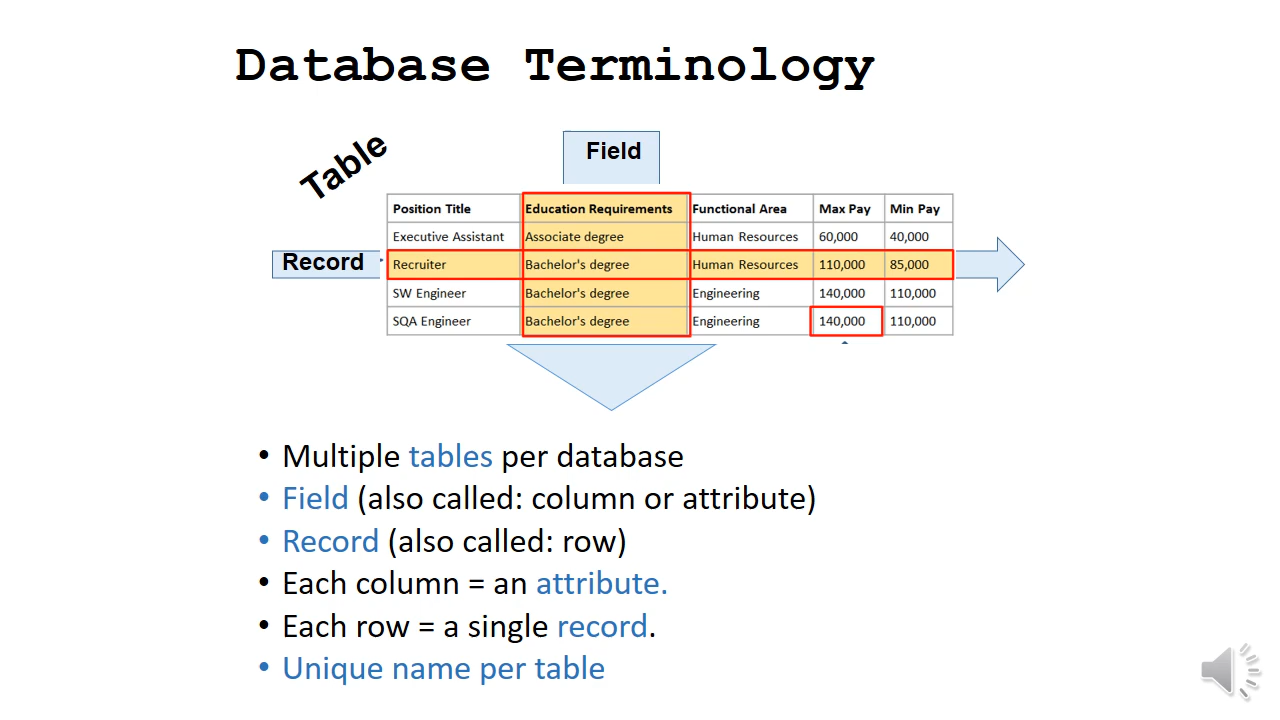 Database Terminology
Table
Field
Position Title Education Requirements Functional Area Max Pay Min Pay
Executive Assistant Associate degree Human Resources 60,000 40,000
Record
Recruiter Bachelor's degree Human Resources 110,000 85,000
SW Engineer Bachelor's degree Engineering 140,000 110,000
SQA Engineer Bachelor's degree Engineering 140,000 110,000
• Multiple tables per database
• Field (also called: column or attribute)
• Record (also called: row)
• Each column = an attribute.
• Each row = a single record.
• Unique name per table